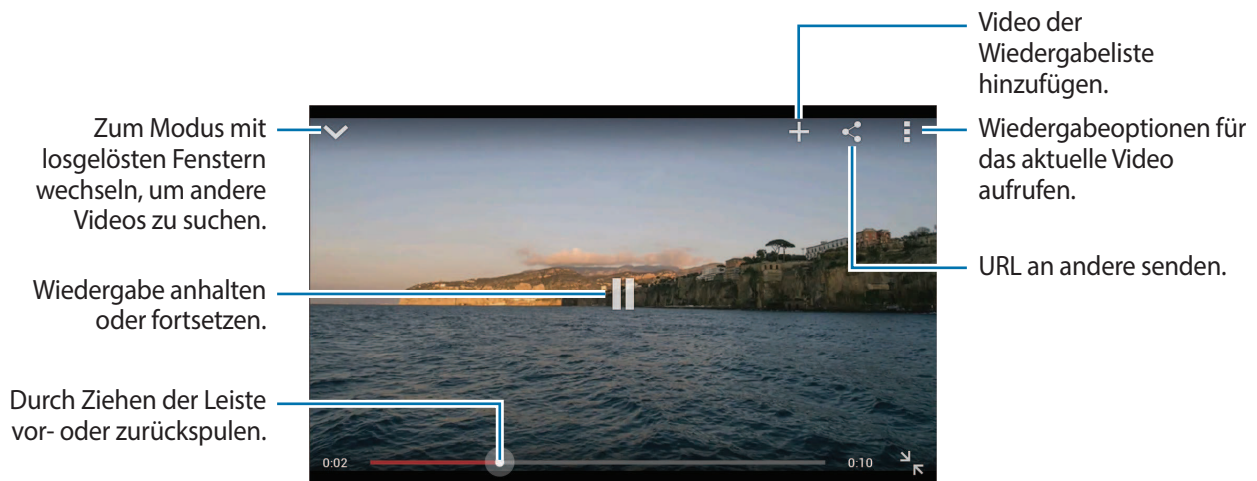 Video der
Wiedergabeliste
hinzufügen.
Zum Modus mit
losgelösten Fenstern
wechseln, um andere
Videos zu suchen.
Wiedergabeoptionen für
das aktuelle Video
aufrufen.
URL an andere senden.
Wiedergabe anhalten
oder fortsetzen.
Durch Ziehen der Leiste
vor- oder zurückspulen.
0:02
0:10